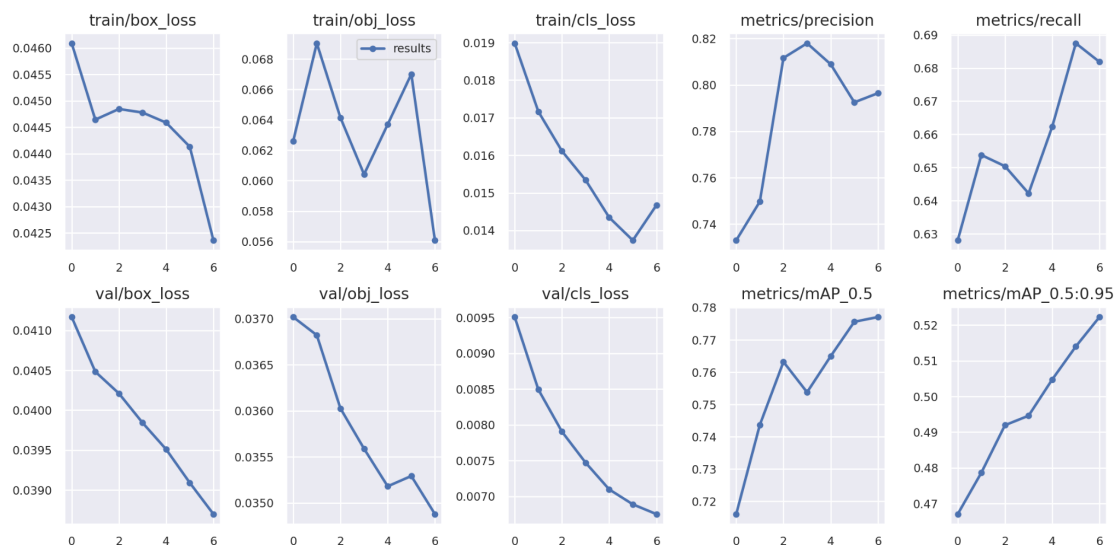 train/box_loss
0.0460
0.0455
0.0450
0.0445
0.0440
0.0435
0.0430
0.0425
0 2 4 6
train/obj_loss
results
0.068
0.066
0.064
0.062
0.060
0.058
0.056
0 2 4 6
train/cls_loss
0.019
0.018
0.017
0.016
0.015
0.014
0 2 4 6
metrics/precision
0.82
0.80
0.78
0.76
0.74
0 2 4 6
metrics/recall
0.69
0.68
0.67
0.66
0.65
0.64
0.63
0 2 4 6
val/box_loss
0.0410
0.0405
0.0400
0.0395
0.0390
0 2 4 6
val/obj_loss
0.0370
0.0365
0.0360
0.0355
0.0350
0 2 4 6
val/cls_loss
0.0095
0.0090
0.0085
0.0080
0.0075
0.0070
0 2 4 6
metrics/mAP_0.5
0.78
0.77
0.76
0.75
0.74
0.73
0.72
0 2 4 6
metrics/mAP_0.5:0.95
0.52
0.51
0.50
0.49
0.48
0.47
0 2 4 6